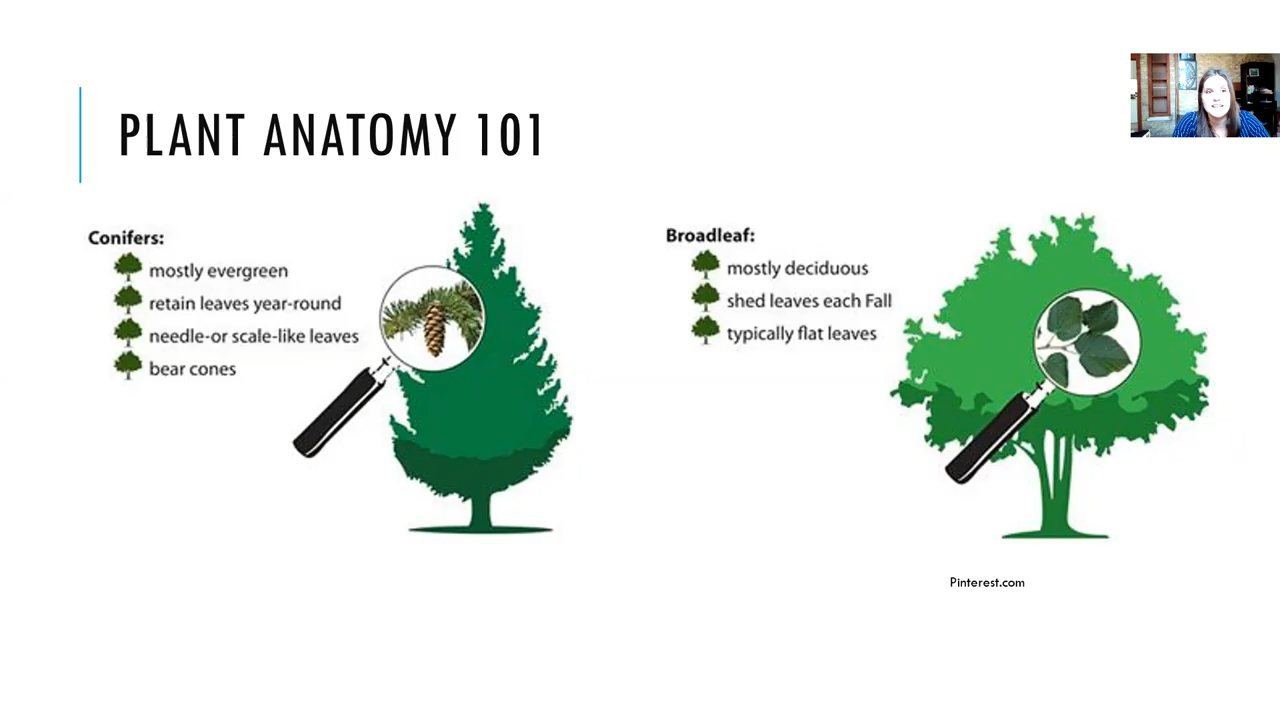 PLANT ANATOMY 101
Conifers:
mostly evergreen
retain leaves year-round
needle-or scale-like leaves
bear cones
Broadleaf:
mostly deciduous
shed leaves each Fall
typically flat leaves
Pinterest.com